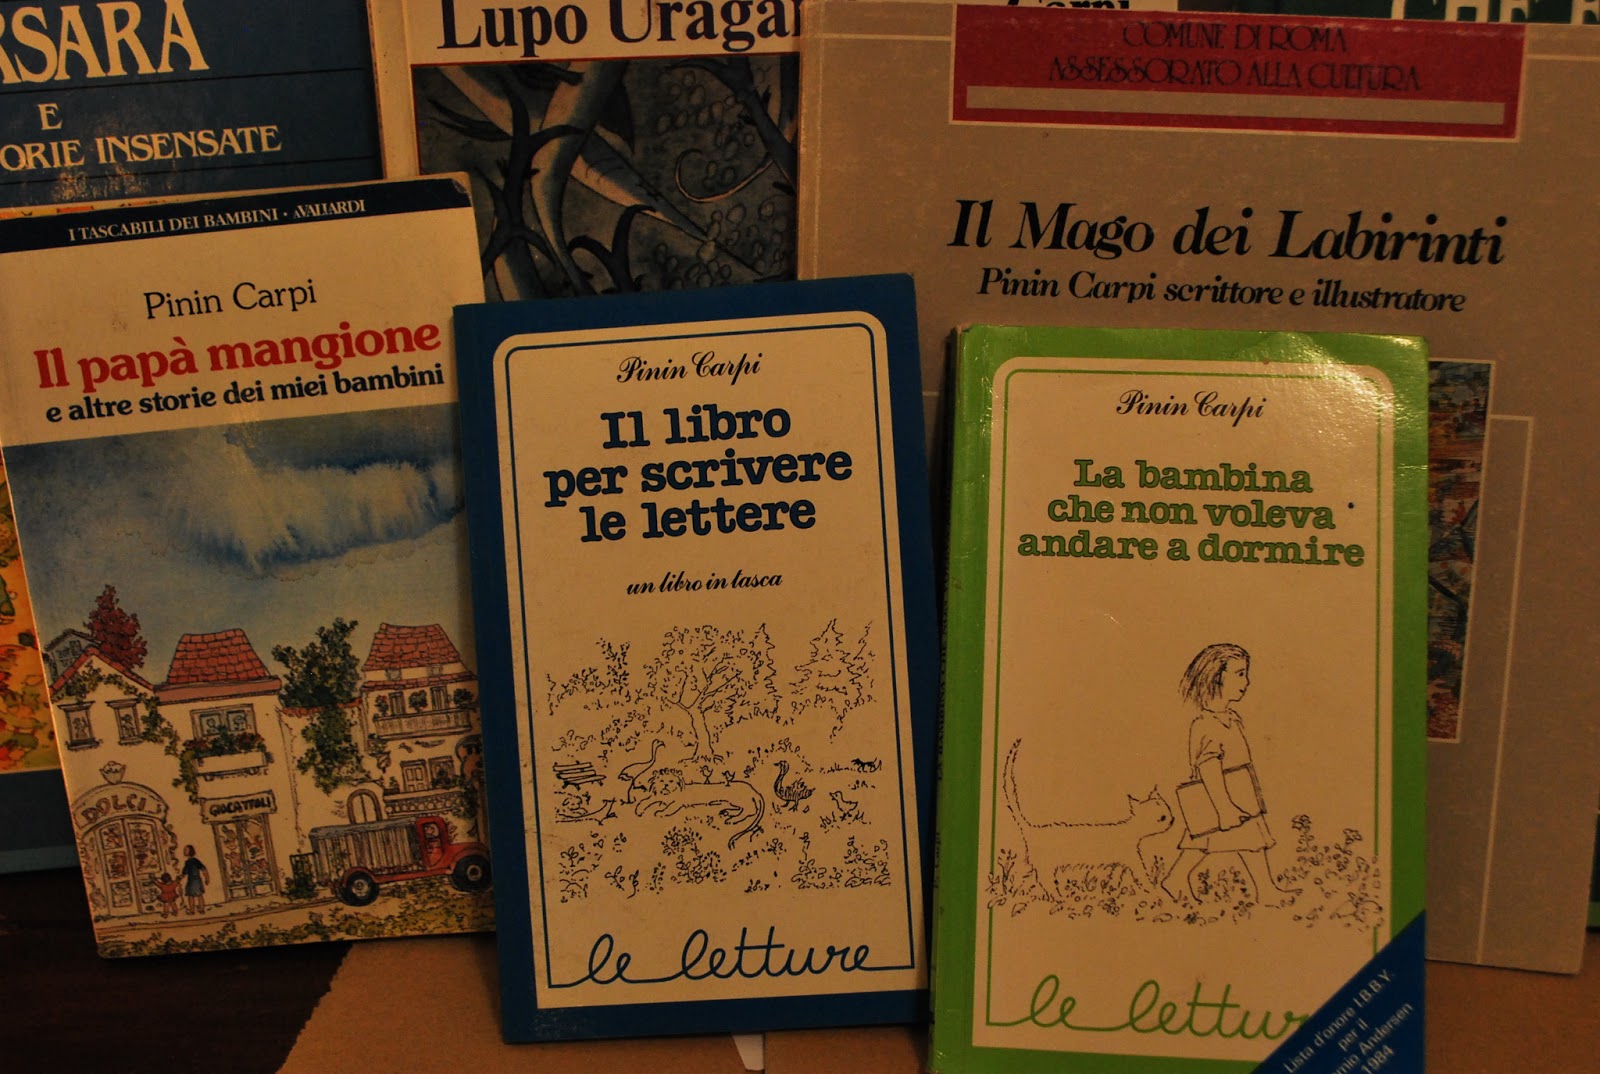 RSARA
E
ORIE INSENSATE
Lupo Uragan
Carpi
CHE F
COMUNE DI ROMA
ASSESSORATO ALLA CULTURA
Il Mago dei Labirinti
Pinin Carpi scrittore e illustratore
I TASCABILI DEI BAMBINI • A.VALLARDI
Pinin Carpi
Il papà mangione
e altre storie dei miei bambini
DOLCI
GIOCATTOLI
Pinin Carpi
Il libro
per scrivere
le lettere
un libro in tasca
le letture
Pinin Carpi
La bambina
che non voleva
andare a dormire
le lettur
Lista d'onore I.B.B.Y.
per il
mio Andersen
1984